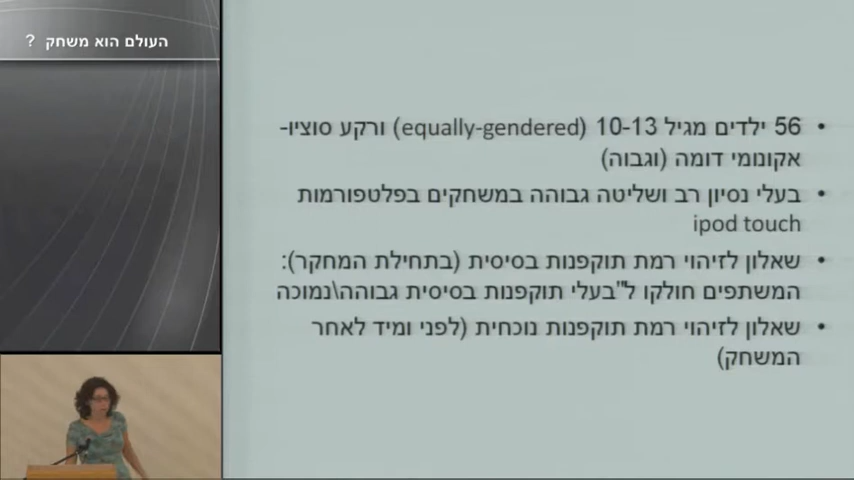 העולם הוא משחק ?
• 56 ילדים מגיל 10-13 (equally-gendered) ורקע סוציו-
אקונומי דומה (וגבוה)
• בעלי נסיון רב ושליטה גבוהה במשחקים בפלטפורמות
ipod touch
• שאלון לזיהוי רמת תוקפנות בסיסית (בתחילת המחקר):
המשתפים חולקו ל"בעלי תוקפנות בסיסית גבוהה\נמוכה
• שאלון לזיהוי רמת תוקפנות נוכחית (לפני ומיד לאחר
המשחק)